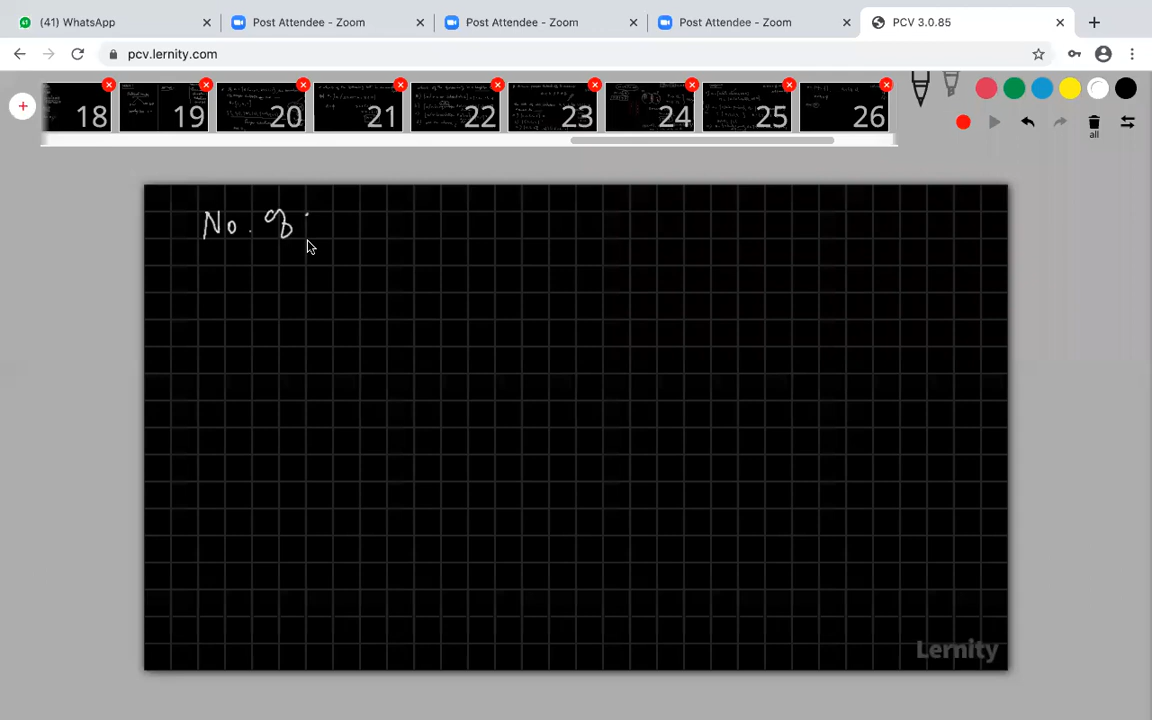 (41) WhatsApp
Post Attendee - Zoom
Post Attendee - Zoom
Post Attendee - Zoom
PCV 3.0.85
pcv.lernity.com
18 19 20 21 22 23 24 25 26
all
No. of
Lernity